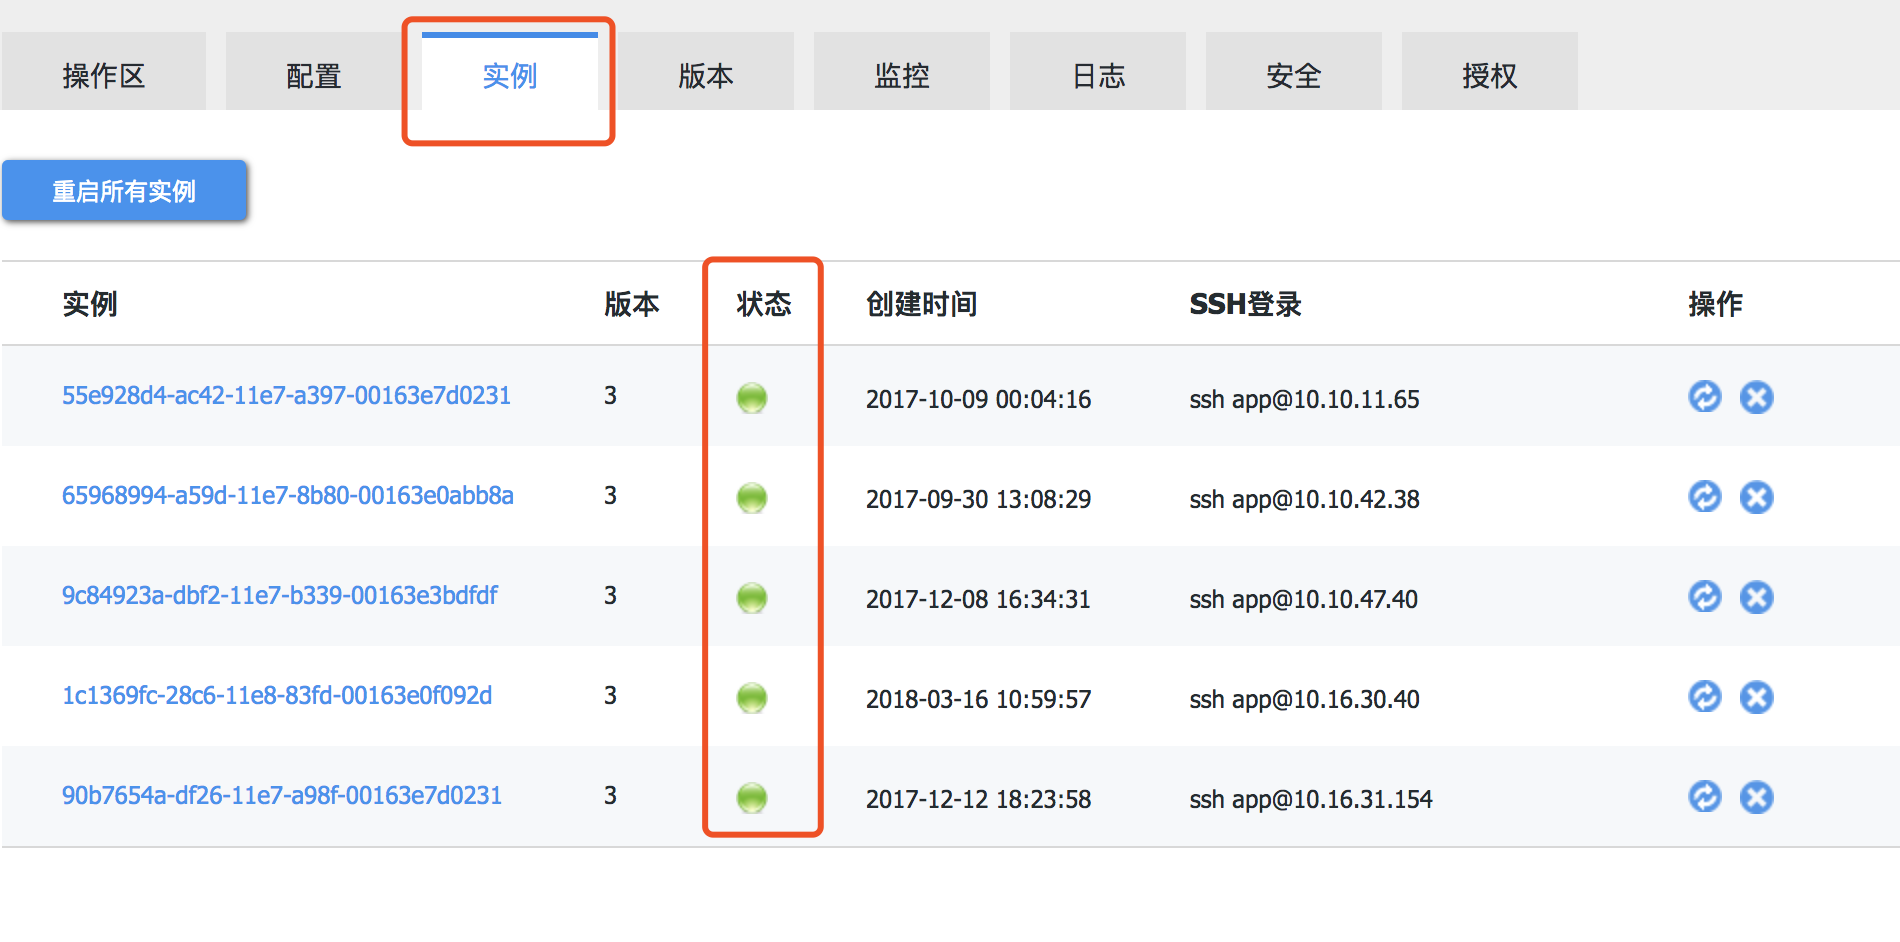 操作区 配置 实例 版本 监控 日志 安全 授权
重启所有实例
实例 版本 状态 创建时间 SSH登录 操作
55e928d4-ac42-11e7-a397-00163e7d0231 3 2017-10-09 00:04:16 ssh app@10.10.11.65
65968994-a59d-11e7-8b80-00163e0abb8a 3 2017-09-30 13:08:29 ssh app@10.10.42.38
9c84923a-dbf2-11e7-b339-00163e3bdfdf 3 2017-12-08 16:34:31 ssh app@10.10.47.40
1c1369fc-28c6-11e8-83fd-00163e0f092d 3 2018-03-16 10:59:57 ssh app@10.16.30.40
90b7654a-df26-11e7-a98f-00163e7d0231 3 2017-12-12 18:23:58 ssh app@10.16.31.154